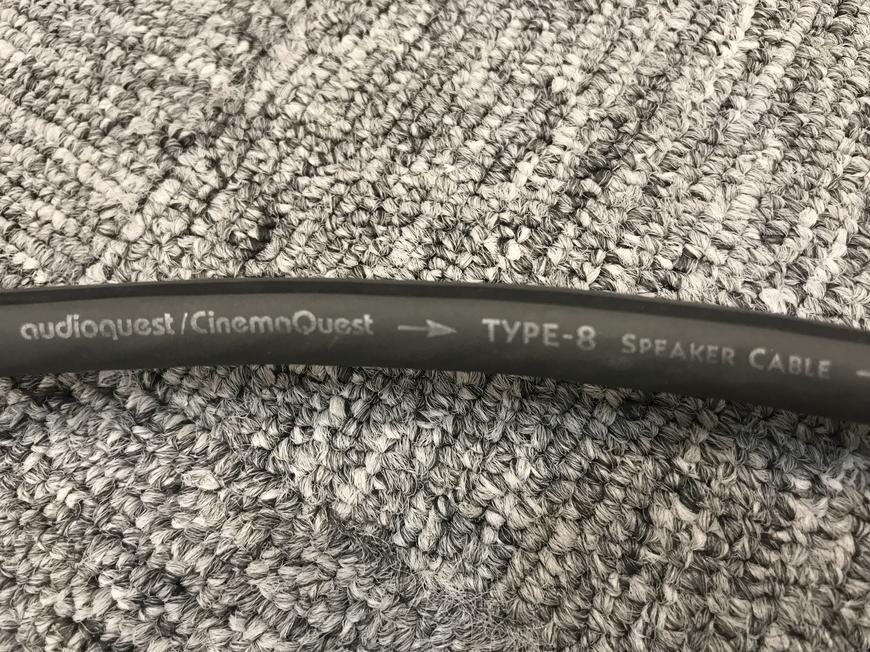 audioquest/CinemaQuest → TYPE-8 SPEAKER CABLE